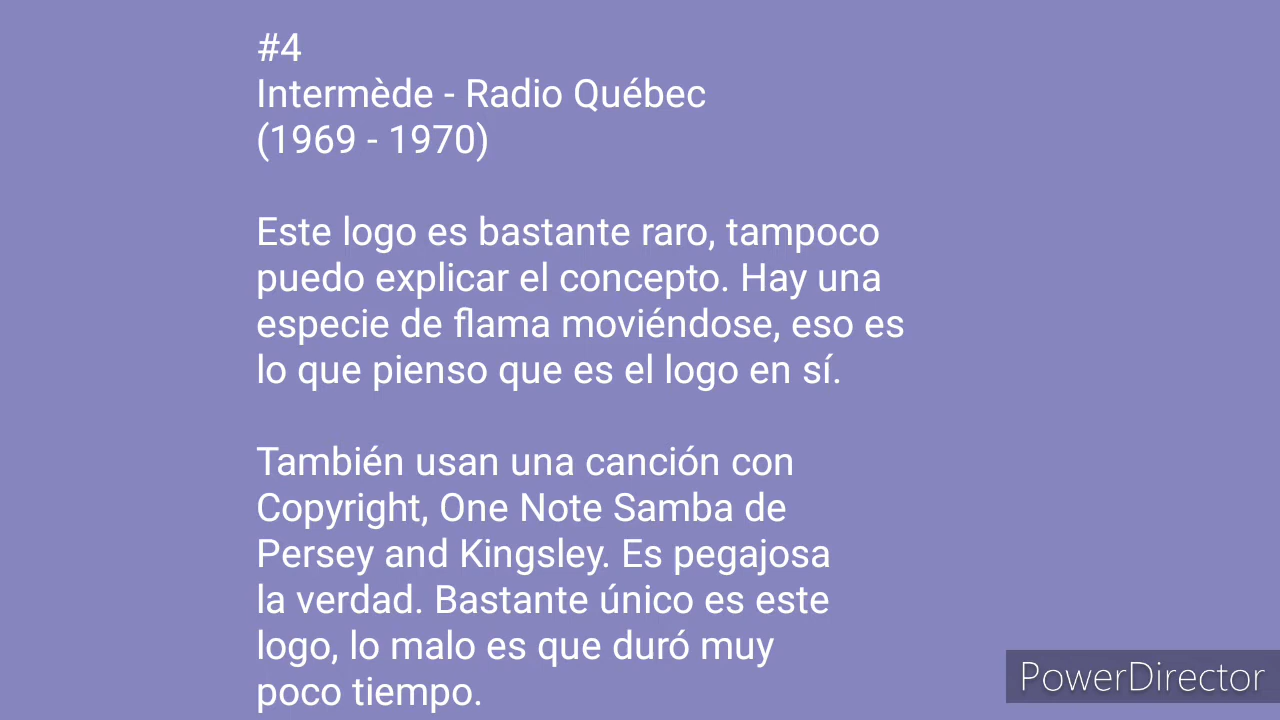 #4
Intermède - Radio Québec
(1969 - 1970)
Este logo es bastante raro, tampoco
puedo explicar el concepto. Hay una
especie de flama moviéndose, eso es
lo que pienso que es el logo en sí.
También usan una canción con
Copyright, One Note Samba de
Persey and Kingsley. Es pegajosa
la verdad. Bastante único es este
logo, lo malo es que duró muy
poco tiempo.
PowerDirector